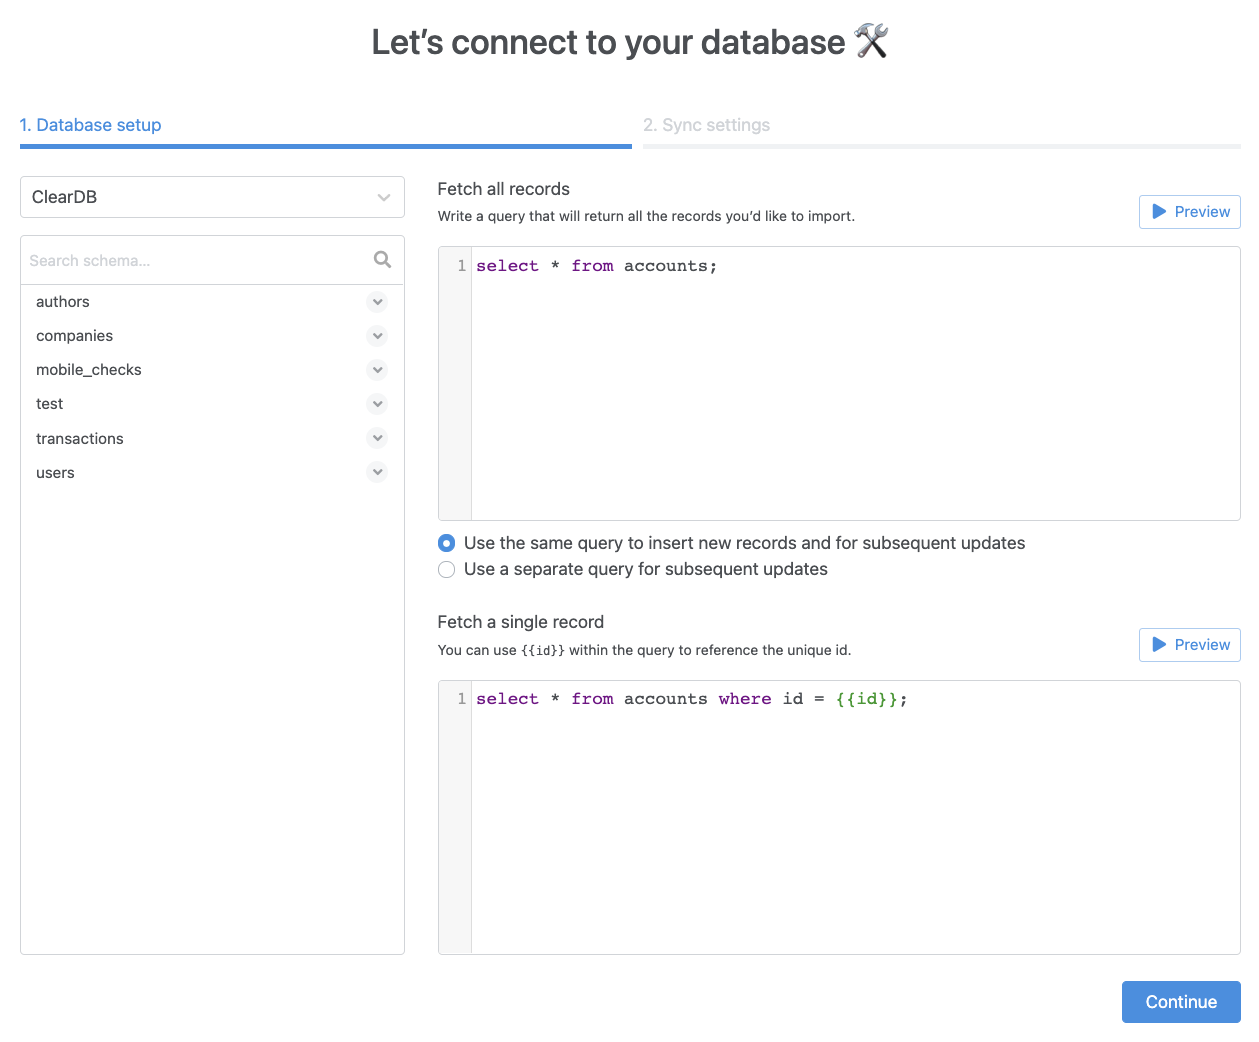 Let’s connect to your database
1. Database setup
2. Sync settings
ClearDB
Search schema...
authors
companies
mobile_checks
test
transactions
users
Fetch all records
Write a query that will return all the records you’d like to import.
Preview
1 select * from accounts;
Use the same query to insert new records and for subsequent updates
Use a separate query for subsequent updates
Fetch a single record
You can use {{id}} within the query to reference the unique id.
Preview
1 select * from accounts where id = {{id}};
Continue